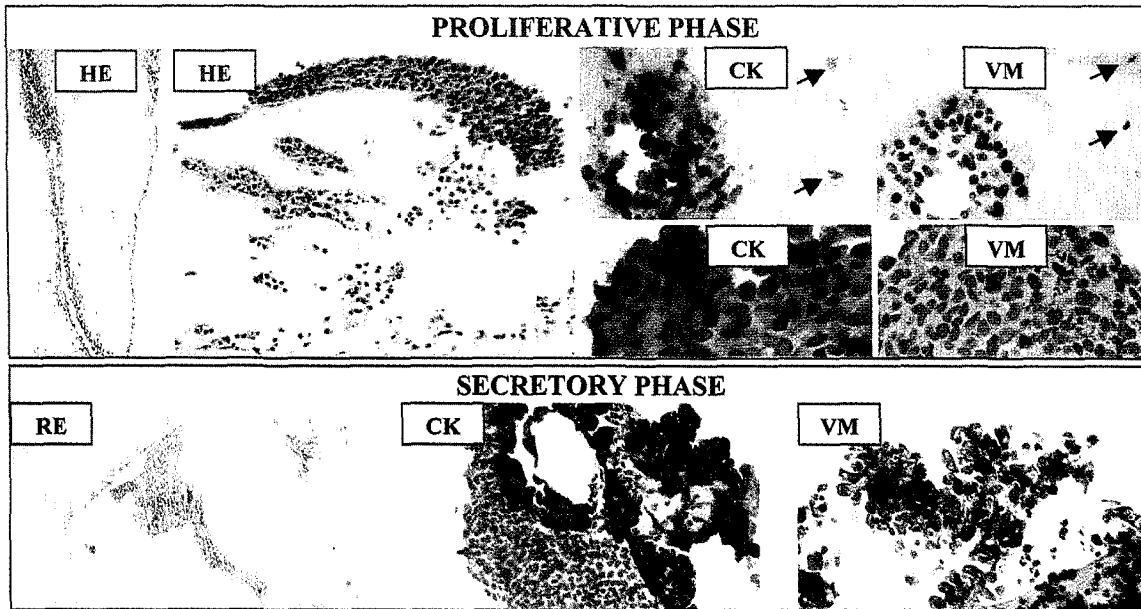 PROLIFERATIVE PHASE
HE
HE
CK
VM
CK
VM
SECRETORY PHASE
RE
CK
VM